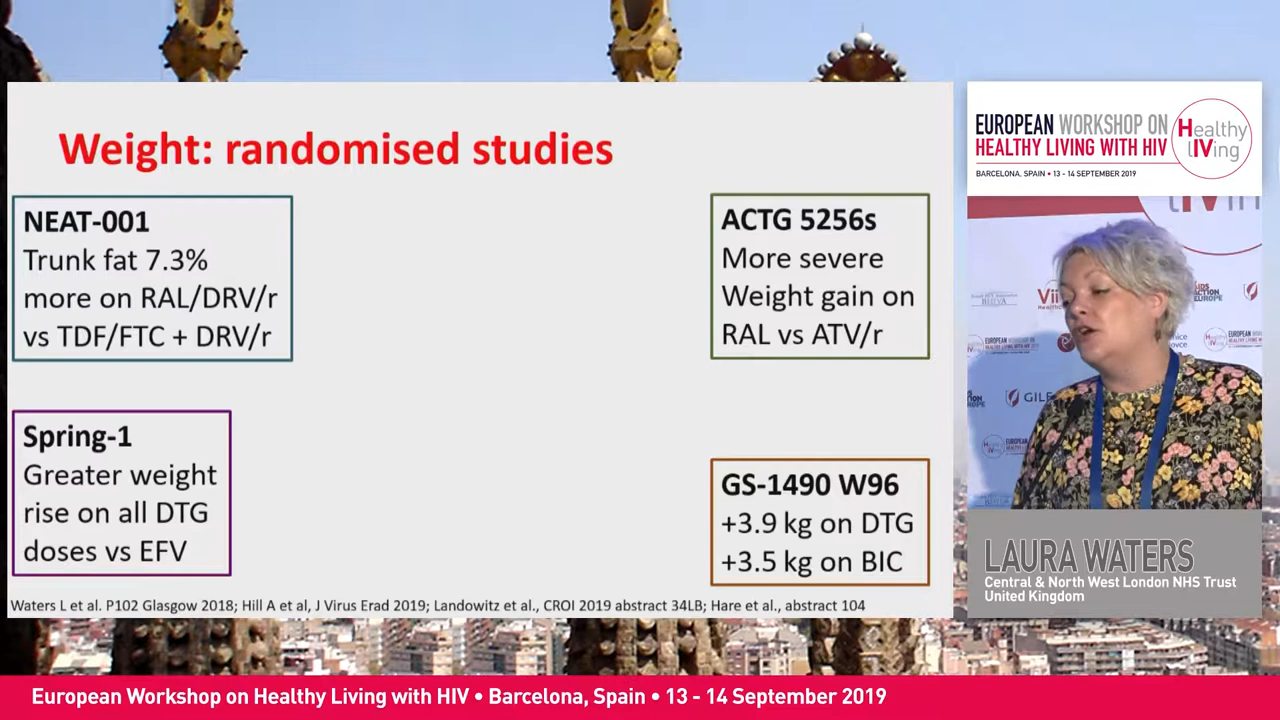 Weight: randomised studies
NEAT-001
Trunk fat 7.3%
more on RAL/DRV/r
vs TDF/FTC + DRV/r
ACTG 5256s
More severe
Weight gain on
RAL vs ATV/r
Spring-1
Greater weight
rise on all DTG
doses vs EFV
GS-1490 W96
+3.9 kg on DTG
+3.5 kg on BIC
Waters L et al. P102 Glasgow 2018; Hill A et al, J Virus Erad 2019; Landowitz et al., CROI 2019 abstract 34LB; Hare et al., abstract 104
EUROPEAN WORKSHOP ON
HEALTHY LIVING WITH HIV
Healthy
lIVing
BARCELONA, SPAIN • 13 - 14 SEPTEMBER 2019
LAURA WATERS
Central & North West London NHS Trust
United Kingdom
European Workshop on Healthy Living with HIV • Barcelona, Spain • 13 - 14 September 2019